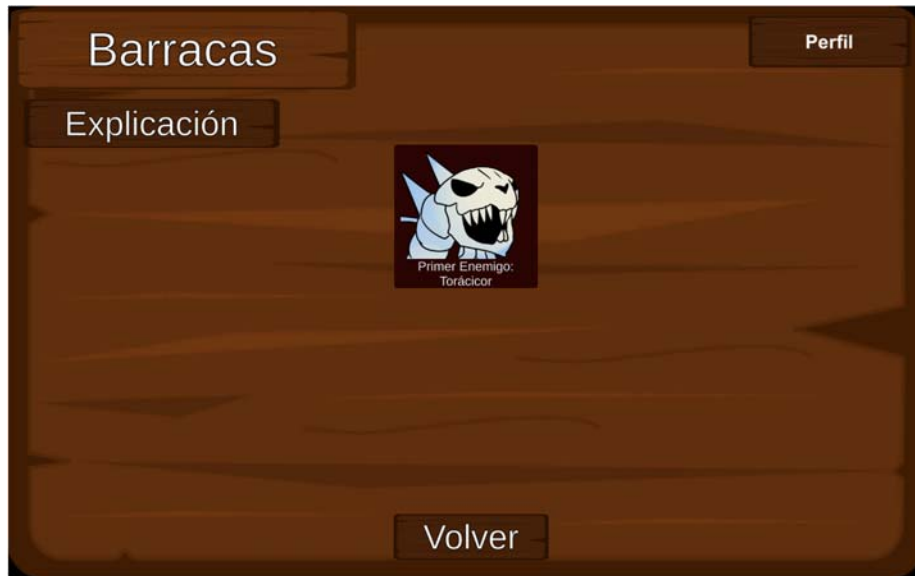 Barracas
Perfil
Explicación
Primer Enemigo:
Torácicor
Volver